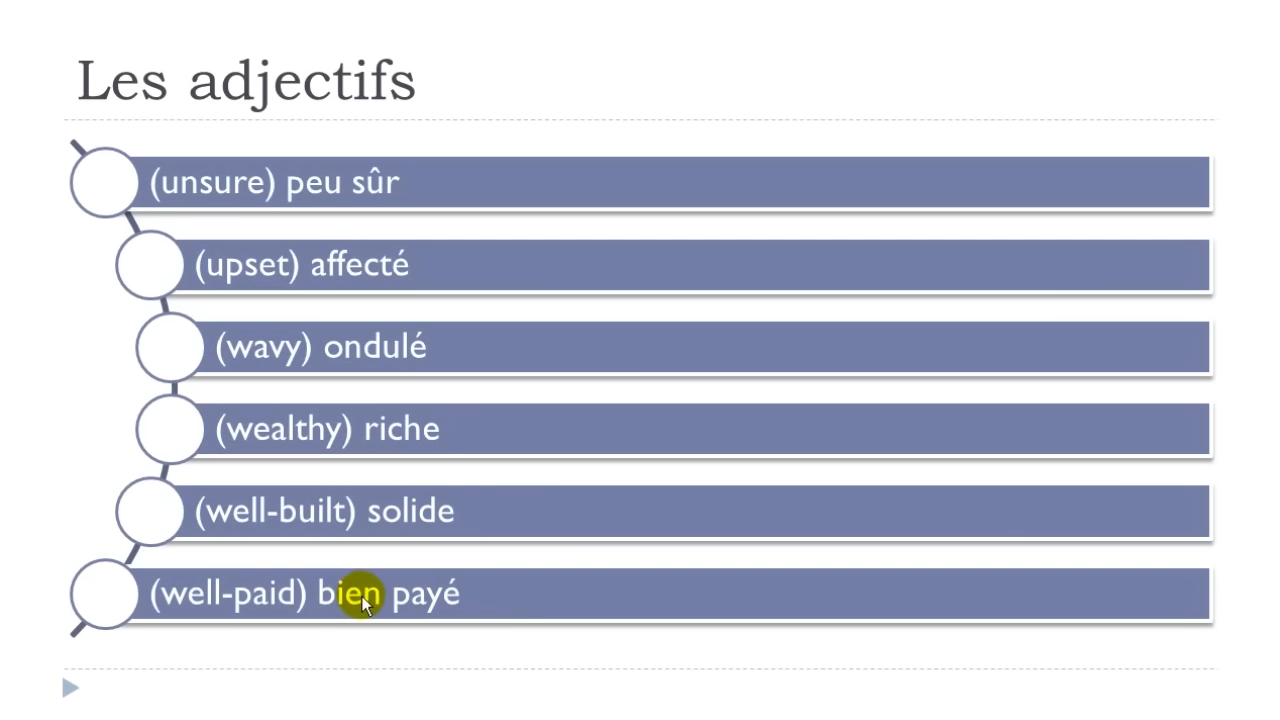 Les adjectifs
(unsure) peu sûr
(upset) affecté
(wavy) ondulé
(wealthy) riche
(well-built) solide
(well-paid) bien payé